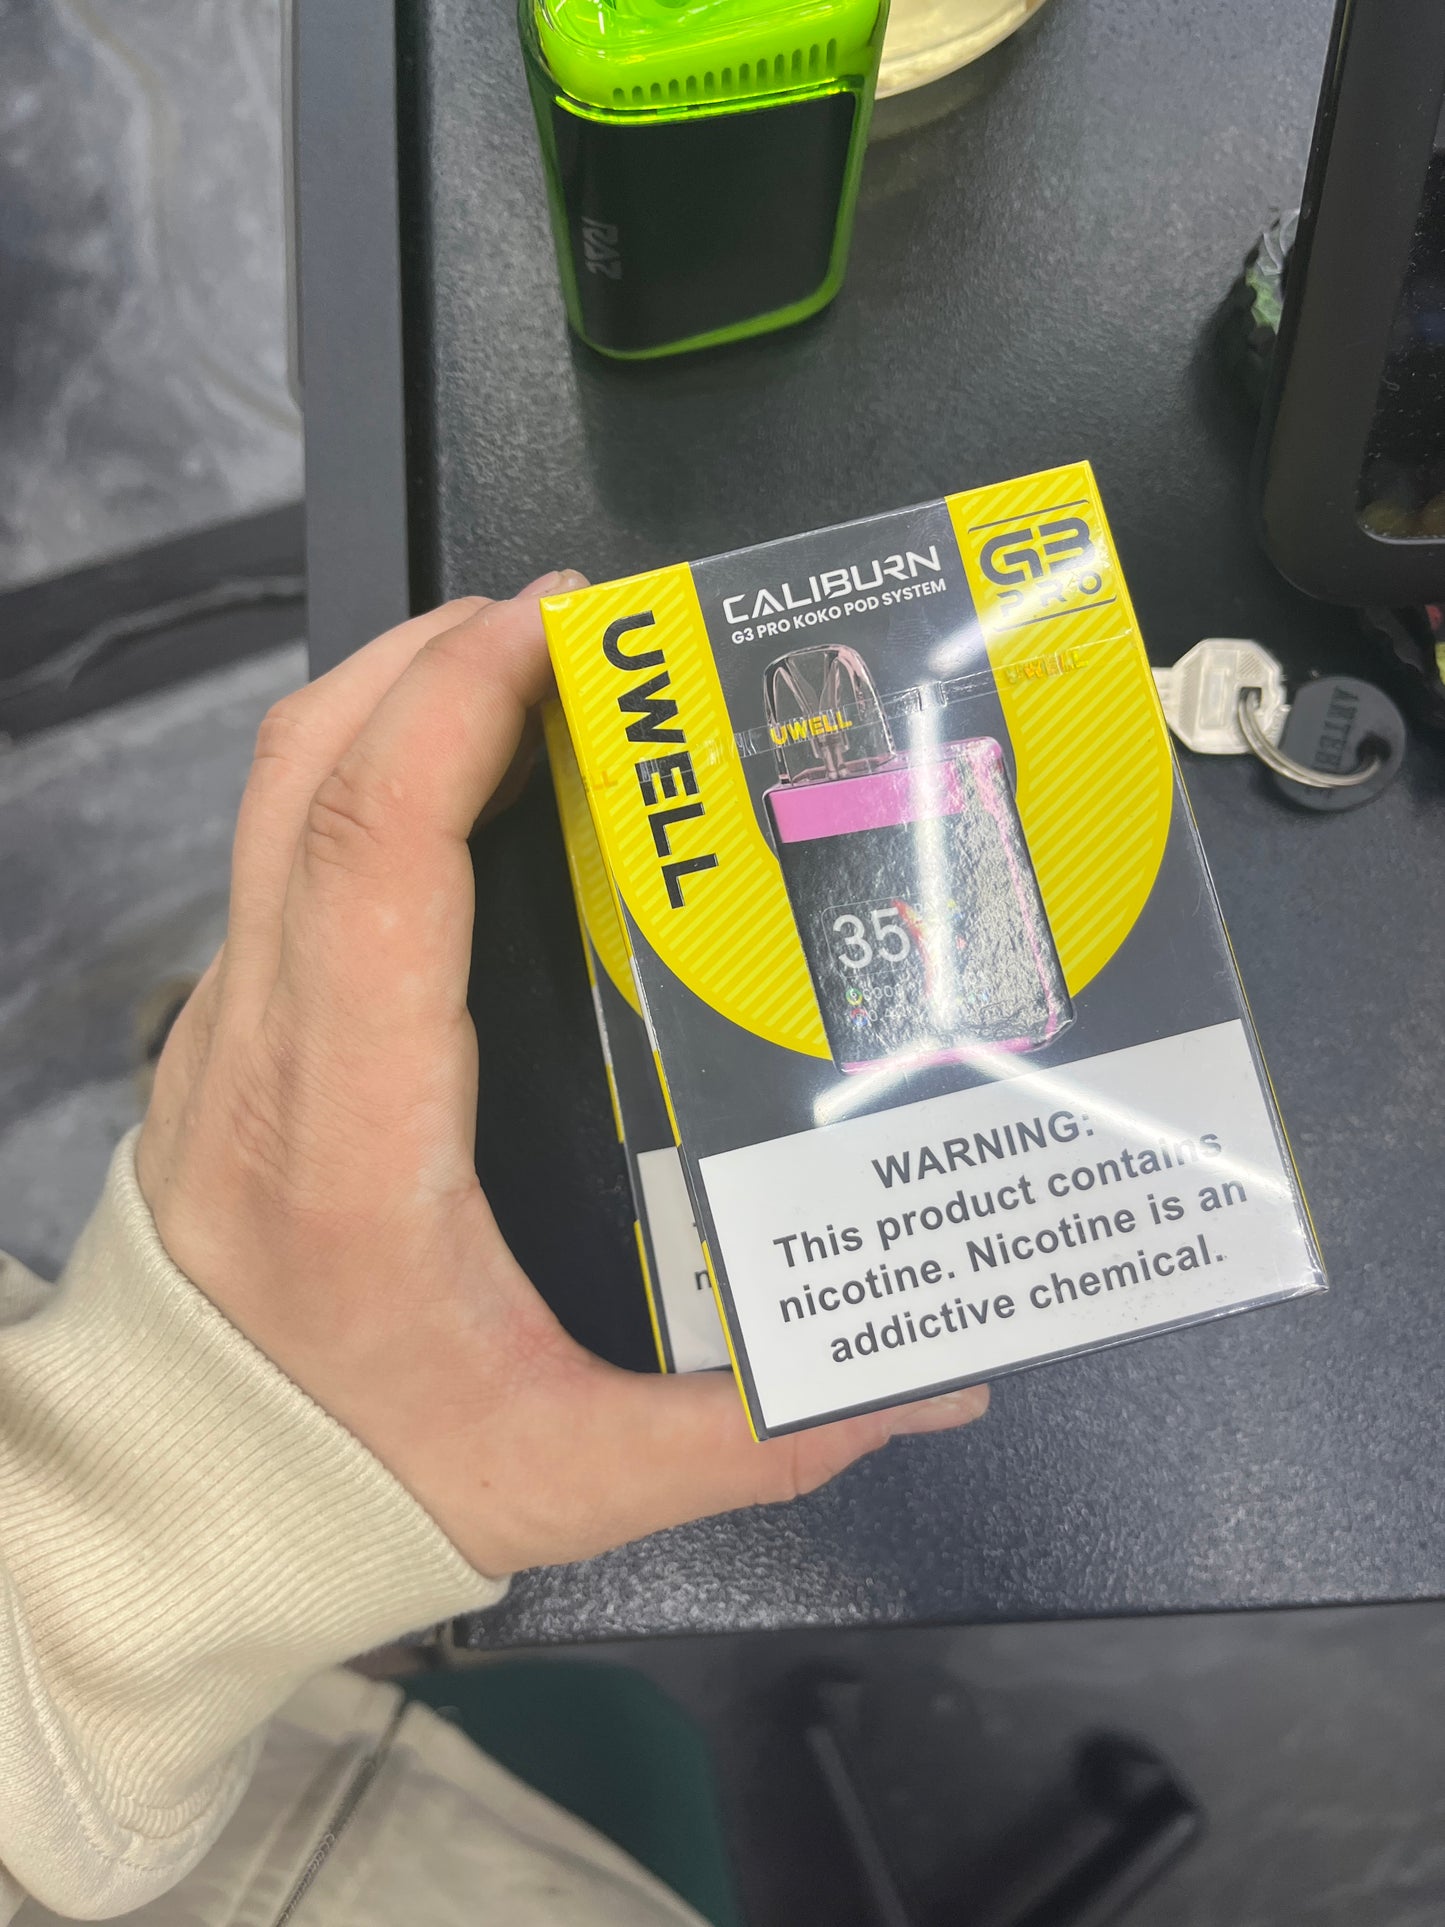 RAZ
UWELL
CALIBURN
G3 PRO KOKO POD SYSTEM
G3
PRO
UWELL
UWELL
35
WARNING:
This product contains
nicotine. Nicotine is an
addictive chemical.